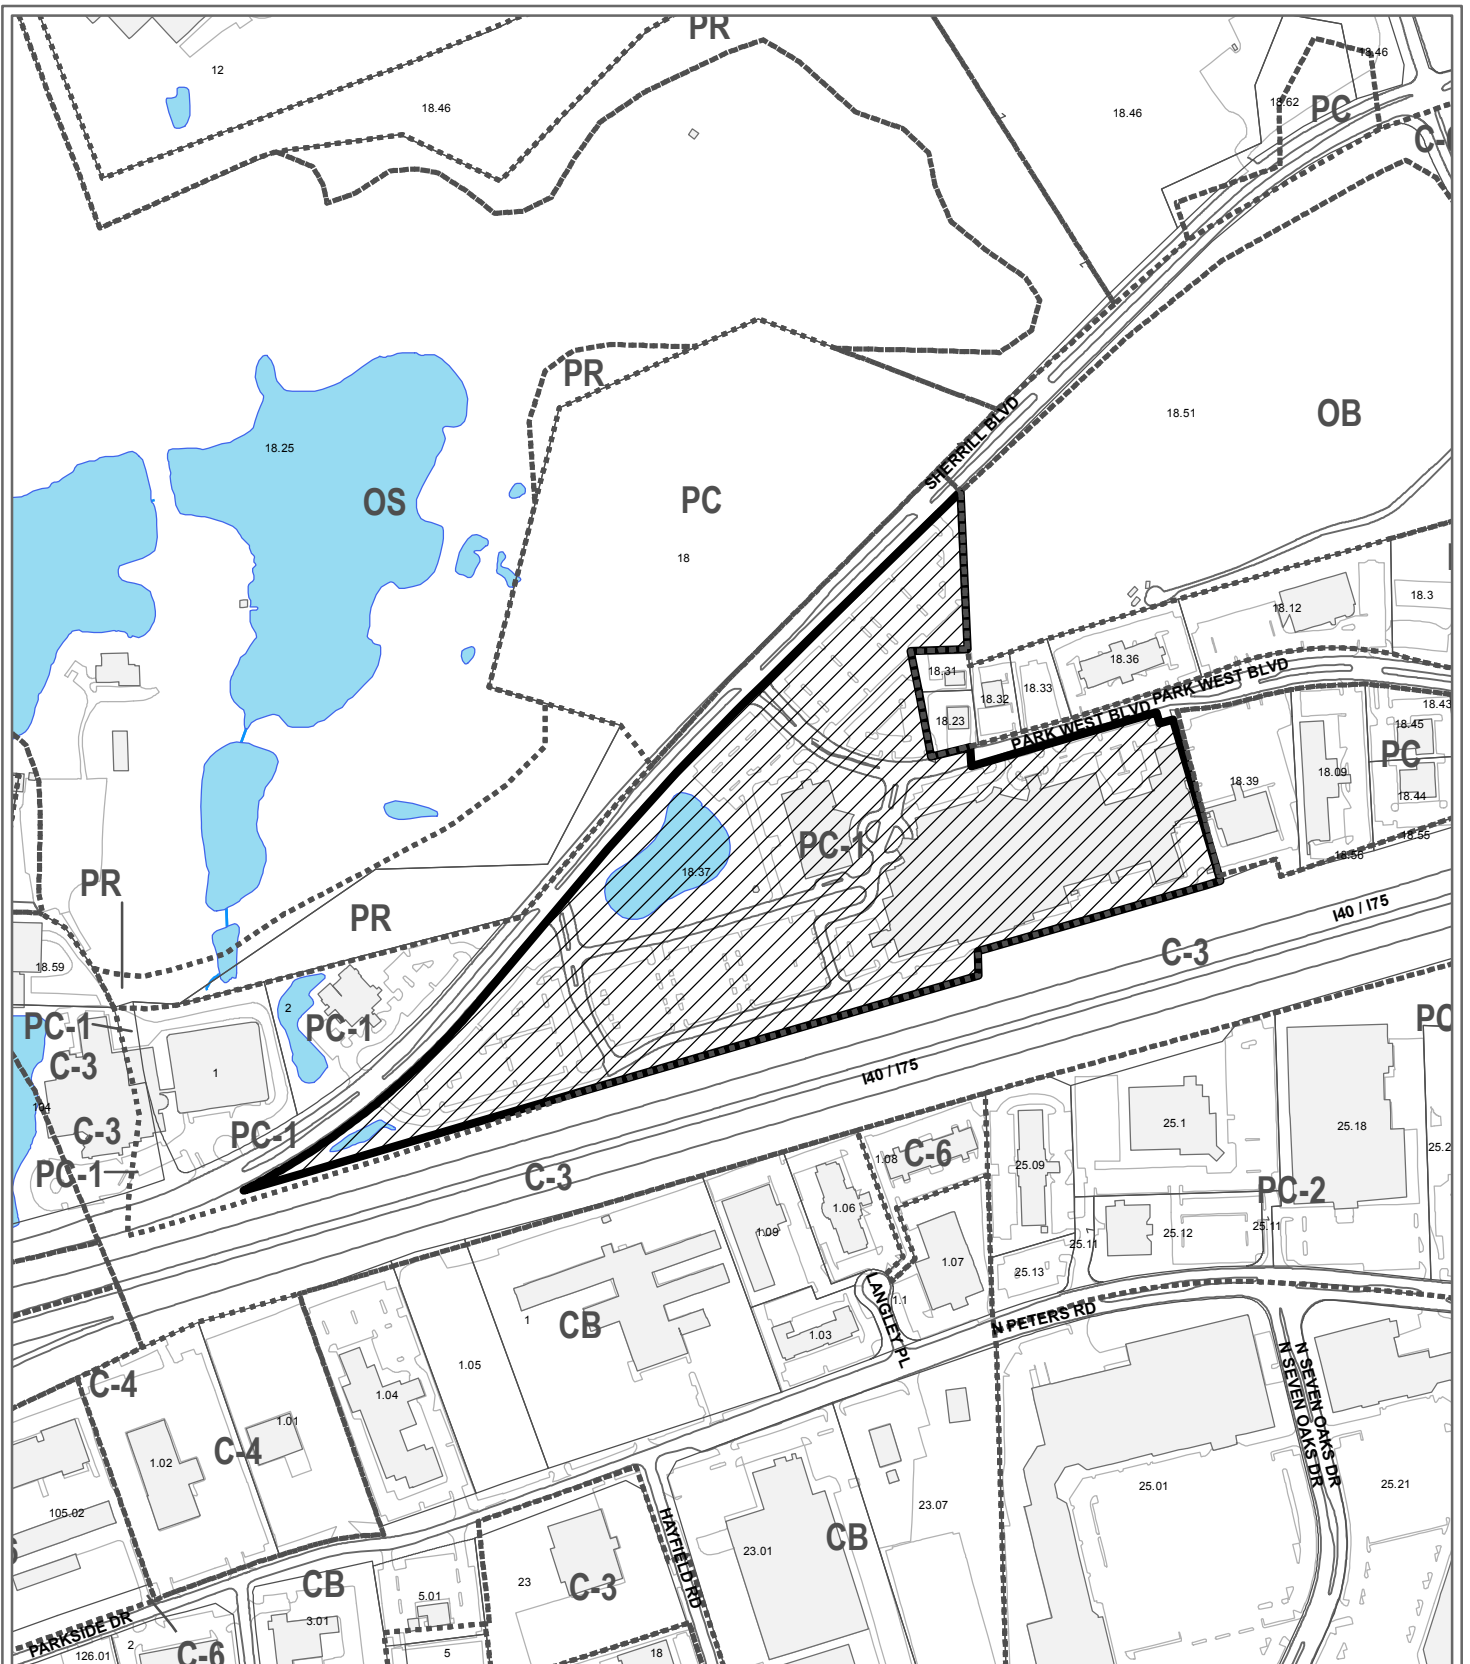 PR
12
18.46
18.46
18.46
18.62
PC
PR
SHERRILL BLVD
18.51
OB
18.25
OS
PC
18
18.3
18.12
18.36
18.31
18.32
18.33
18.23
PARK WEST BLVD
PARK WEST BLVD
18.43
18.45
PC
18.09
18.39
18.44
18.55
18.56
PC-1
18.37
PR
PR
I40 / I75
C-3
18.59
2
PC-1
PC-1
C-3
1
104
C-3
PC-1
PC-1
I40 / I75
C-3
PC
25.1
25.18
25.2
1.08
C-6
25.09
1.06
1.09
PC-2
25.11
25.12
25.11
1.07
25.13
1.1
LANGLEY PL
N PETERS RD
1
CB
1.03
1.05
1.04
C-4
1.01
C-4
1.02
N SEVEN OAKS DR
N SEVEN OAKS DR
25.01
25.21
23.07
105.02
HAYFIELD RD
23.01
CB
23
C-3
CB
5.01
3.01
PARKSIDE DR
C-6
2
126.01
5
18